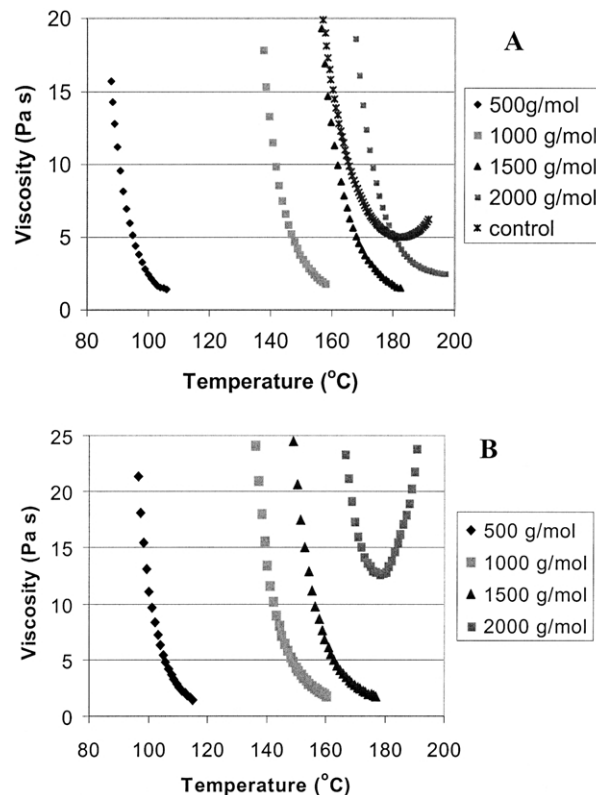 A
20
15
10
5
0
Viscosity (Pa s)
80 100 120 140 160 180 200
Temperature (°C)
500g/mol
1000 g/mol
1500 g/mol
2000 g/mol
control
B
25
20
15
10
5
0
Viscosity (Pa s)
80 100 120 140 160 180 200
Temperature (°C)
500 g/mol
1000 g/mol
1500 g/mol
2000 g/mol